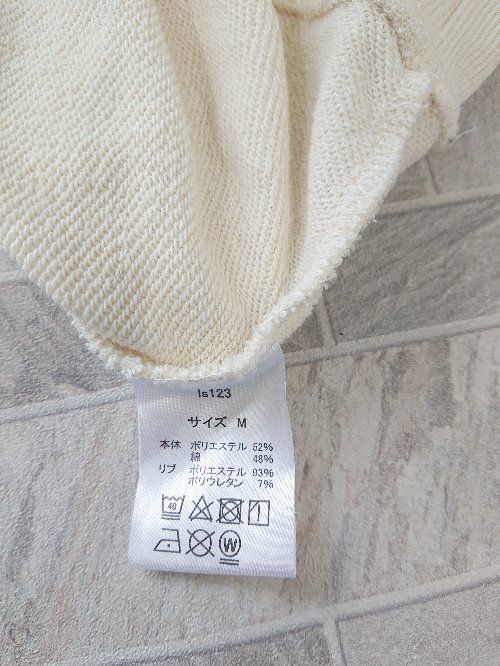 ls123
サイズ M
本体 ポリエステル 52%
綿 48%
リブ ポリエステル 93%
ポリウレタン 7%
40
W